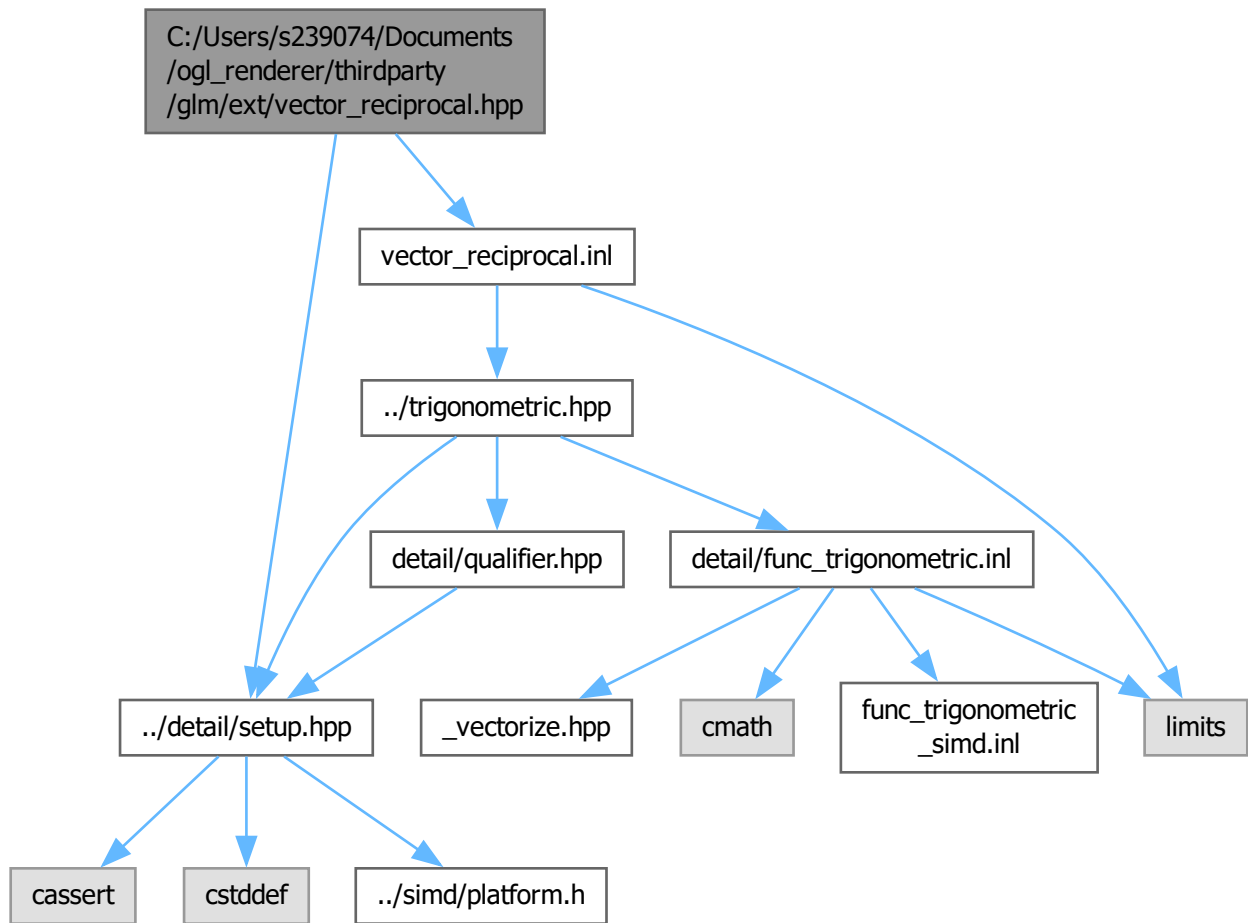 C:/Users/s239074/Documents
/ogl_renderer/thirdparty
/glm/ext/vector_reciprocal.hpp
vector_reciprocal.inl
../trigonometric.hpp
detail/qualifier.hpp
detail/func_trigonometric.inl
../detail/setup.hpp
_vectorize.hpp
cmath
func_trigonometric
_simd.inl
limits
cassert
cstddef
../simd/platform.h